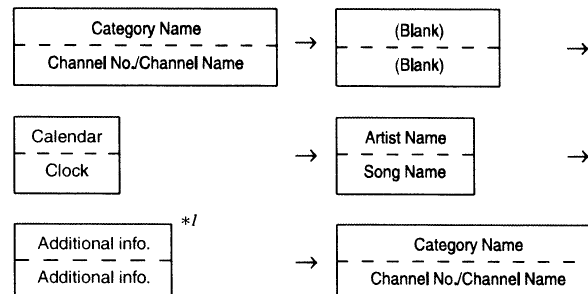 Category Name
Channel No./Channel Name
→
(Blank)
(Blank)
→
Calendar
Clock
→
Artist Name
Song Name
→
Additional info.
Additional info.
*1
→
Category Name
Channel No./Channel Name